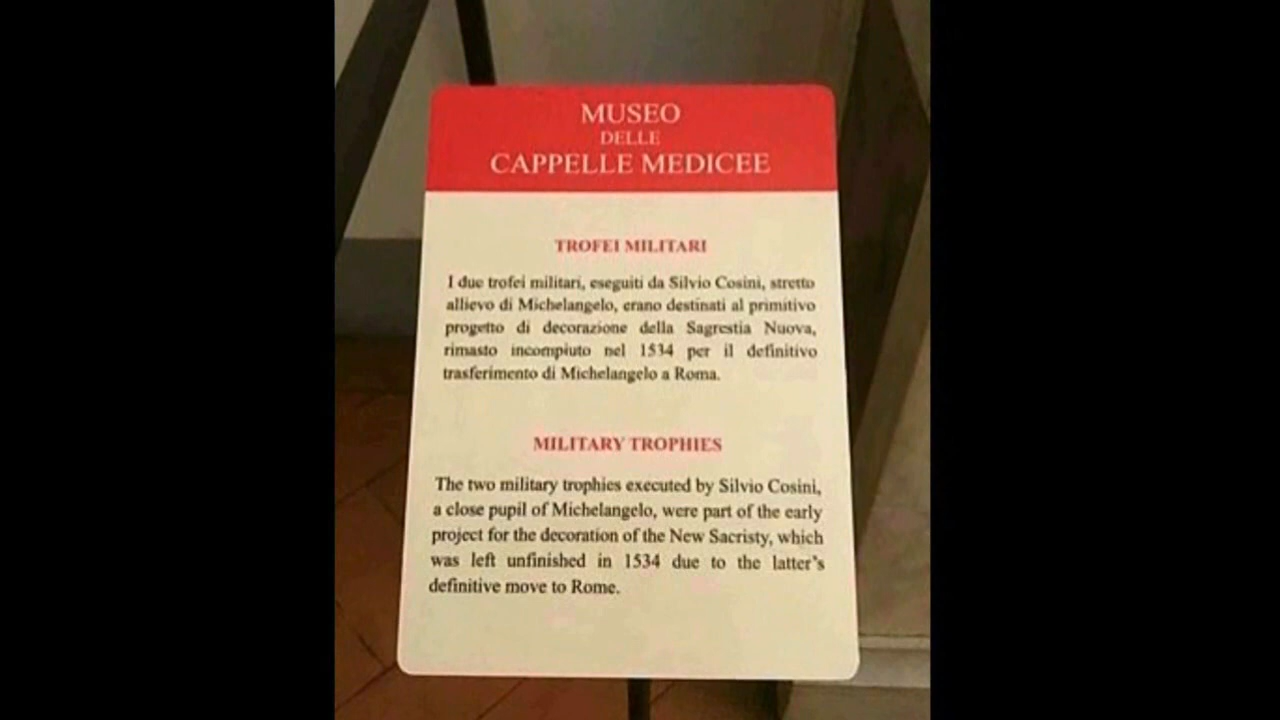 MUSEO
DELLE
CAPPELLE MEDICEE
TROFEI MILITARI
I due trofei militari, eseguiti da Silvio Cosini, stretto
allievo di Michelangelo, erano destinati al primitivo
progetto di decorazione della Sagrestia Nuova,
rimasto incompiuto nel 1534 per il definitivo
trasferimento di Michelangelo a Roma.
MILITARY TROPHIES
The two military trophies executed by Silvio Cosini,
a close pupil of Michelangelo, were part of the early
project for the decoration of the New Sacristy, which
was left unfinished in 1534 due to the latter's
definitive move to Rome.